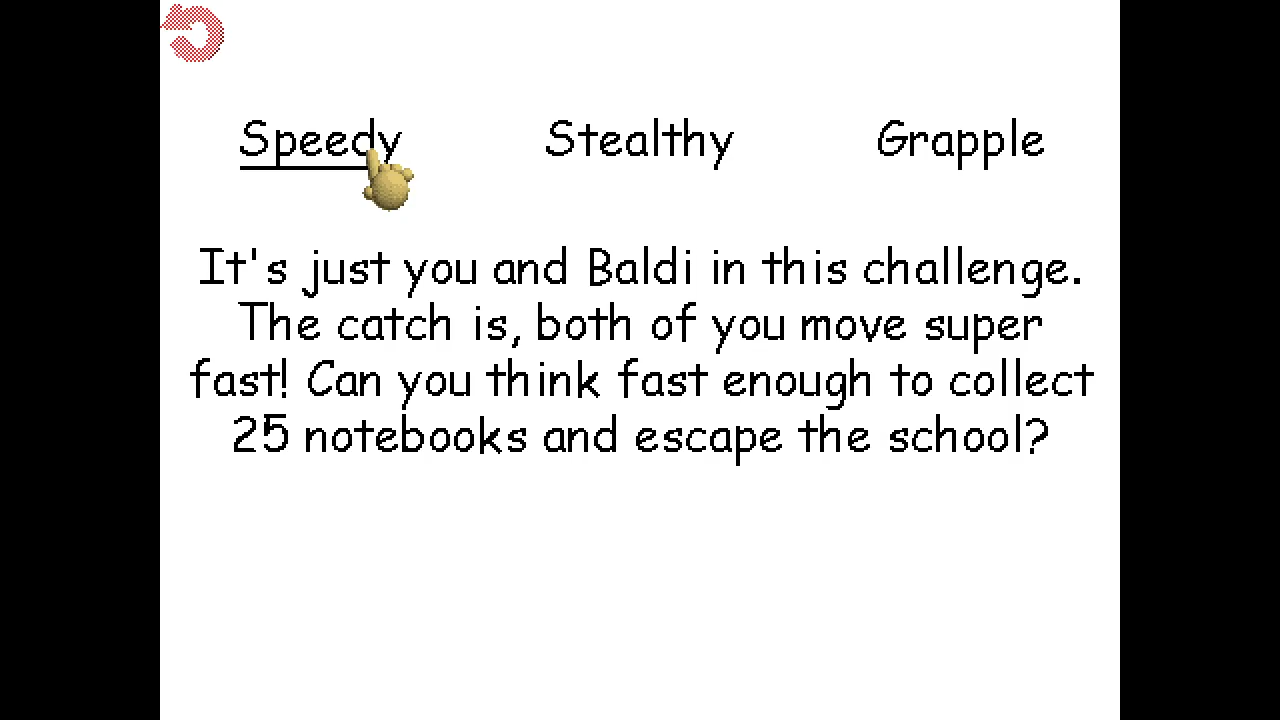 Speedy Stealthy Grapple
It's just you and Baldi in this challenge.
The catch is, both of you move super
fast! Can you think fast enough to collect
25 notebooks and escape the school?